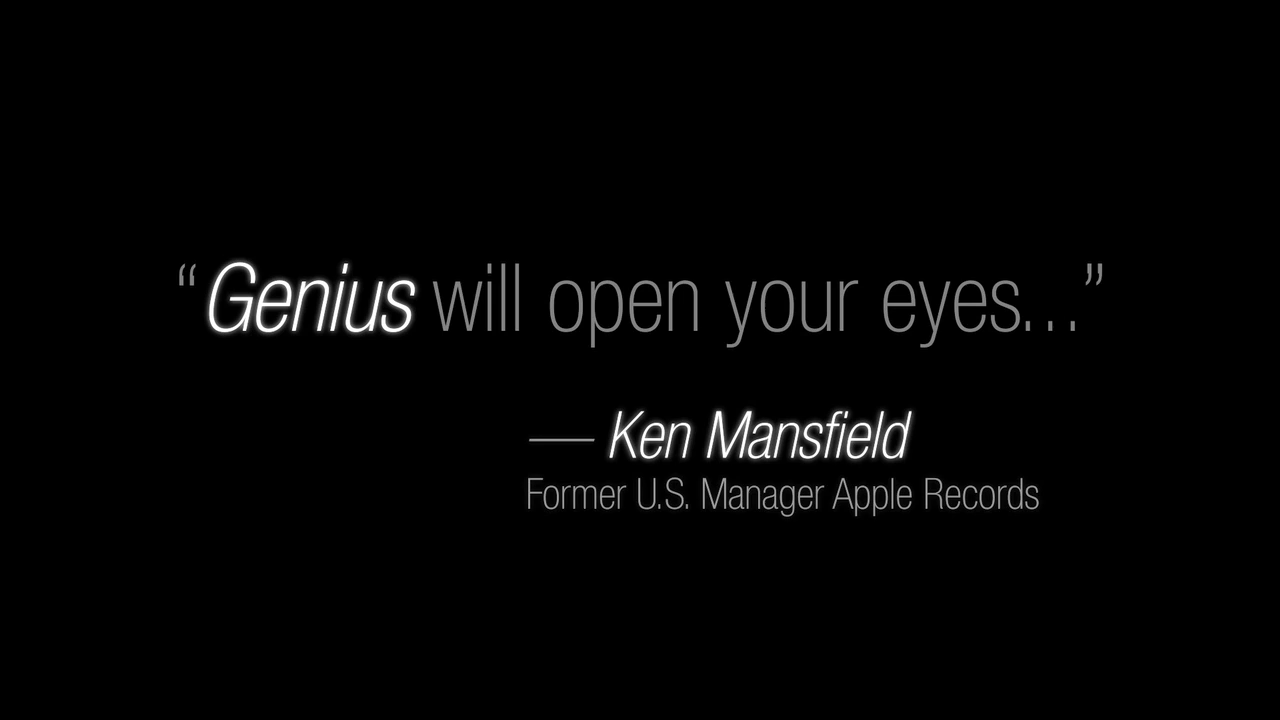 “Genius will open your eyes…”
— Ken Mansfield
Former U.S. Manager Apple Records